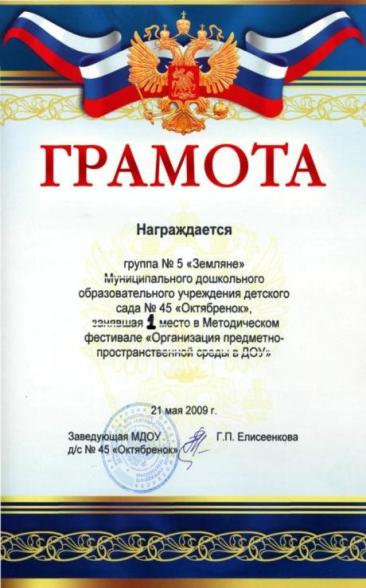 ГРАМОТА
Награждается
группа № 5 «Земляне»
Муниципального дошкольного
образовательного учреждения детского
сада № 45 «Октябренок»,
занявшая 1 место в Методическом
фестивале «Организация предметно-
пространственной среды в ДОУ»
21 мая 2009 г.
Заведующая МДОУ
д/с № 45 «Октябренок»
Г.П. Елисеенкова